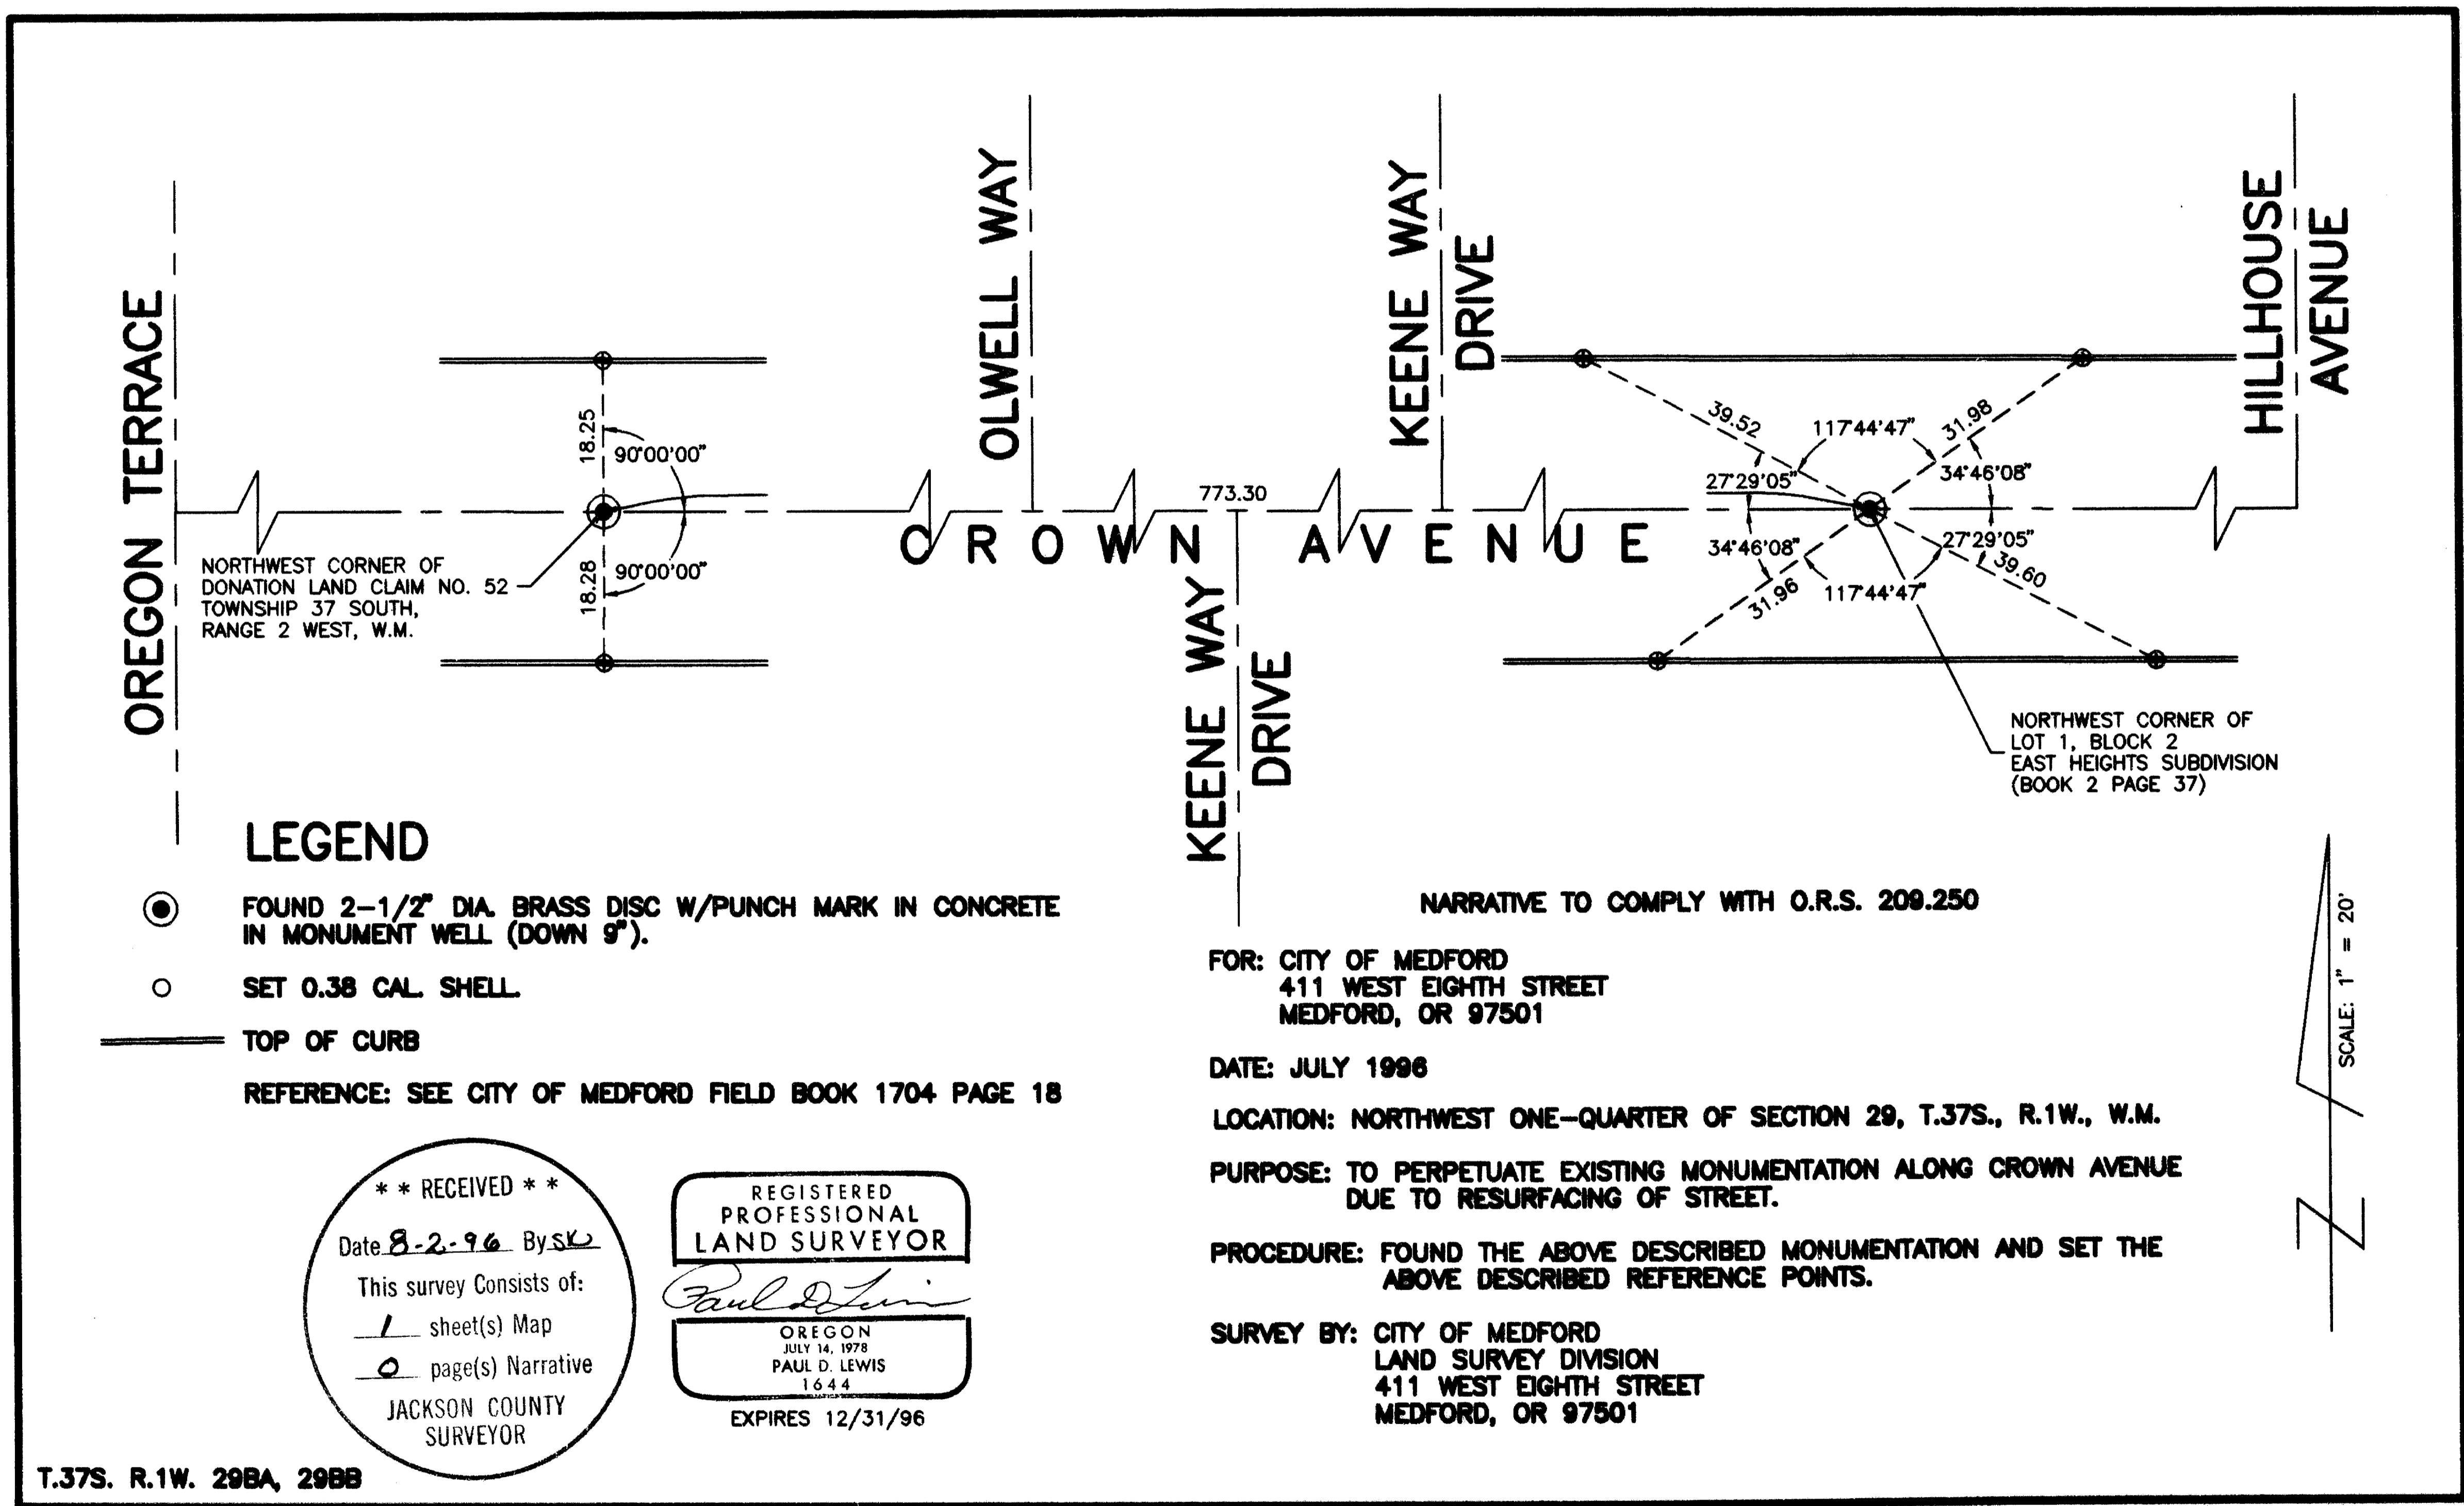 OREGON TERRACE
OLWELL WAY
KEENE WAY
DRIVE
HILLHOUSE
AVENUE
18.25
90°00'00"
18.28
90°00'00"
NORTHWEST CORNER OF
DONATION LAND CLAIM NO. 52
TOWNSHIP 37 SOUTH,
RANGE 2 WEST, W.M.
773.30
CROWN AVENUE
KEENE WAY
DRIVE
39.52
117°44'47"
31.98
27°29'05"
34°46'08"
34°46'08"
27°29'05"
31.96
117°44'47"
39.60
NORTHWEST CORNER OF
LOT 1, BLOCK 2
EAST HEIGHTS SUBDIVISION
(BOOK 2 PAGE 37)
LEGEND
FOUND 2-1/2" DIA. BRASS DISC W/PUNCH MARK IN CONCRETE
IN MONUMENT WELL (DOWN 9").
SET 0.38 CAL. SHELL.
TOP OF CURB
REFERENCE: SEE CITY OF MEDFORD FIELD BOOK 1704 PAGE 18
NARRATIVE TO COMPLY WITH O.R.S. 209.250
FOR: CITY OF MEDFORD
411 WEST EIGHTH STREET
MEDFORD, OR 97501
DATE: JULY 1996
LOCATION: NORTHWEST ONE-QUARTER OF SECTION 29, T.37S., R.1W., W.M.
PURPOSE: TO PERPETUATE EXISTING MONUMENTATION ALONG CROWN AVENUE
DUE TO RESURFACING OF STREET.
PROCEDURE: FOUND THE ABOVE DESCRIBED MONUMENTATION AND SET THE
ABOVE DESCRIBED REFERENCE POINTS.
SURVEY BY: CITY OF MEDFORD
LAND SURVEY DIVISION
411 WEST EIGHTH STREET
MEDFORD, OR 97501
SCALE: 1" = 20'
N
* * RECEIVED * *
Date 8-2-96 By SK
This survey Consists of:
1 sheet(s) Map
0 page(s) Narrative
JACKSON COUNTY
SURVEYOR
REGISTERED
PROFESSIONAL
LAND SURVEYOR
Paul D Lewis
OREGON
JULY 14, 1978
PAUL D. LEWIS
1644
EXPIRES 12/31/96
T.37S. R.1W. 29BA, 29BB